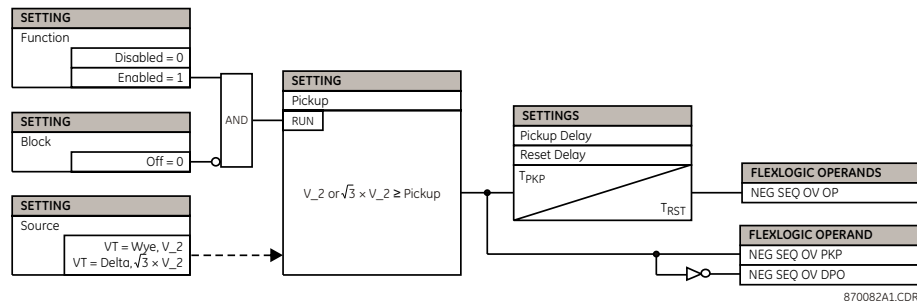 SETTING
Function
Disabled = 0
Enabled = 1
SETTING
Block
Off = 0
SETTING
Source
VT = Wye, V_2
VT = Delta, √3 × V_2
AND
SETTING
Pickup
RUN
V_2 or √3 × V_2 ≥ Pickup
SETTINGS
Pickup Delay
Reset Delay
TPKP
TRST
FLEXLOGIC OPERANDS
NEG SEQ OV OP
FLEXLOGIC OPERAND
NEG SEQ OV PKP
NEG SEQ OV DPO
870082A1.CDR